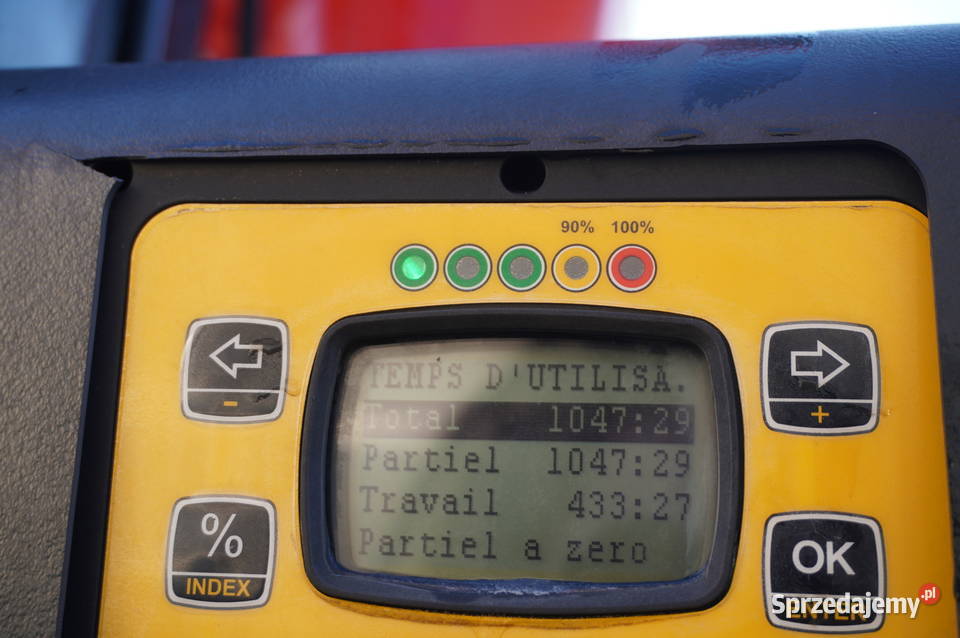 90% 100%
TEMPS D'UTILISA.
Total 1047:29
Partiel 1047:29
Travail 433:27
Partiel a zero
-
+
%
INDEX
OK
ENTER
Sprzedajemy.pl